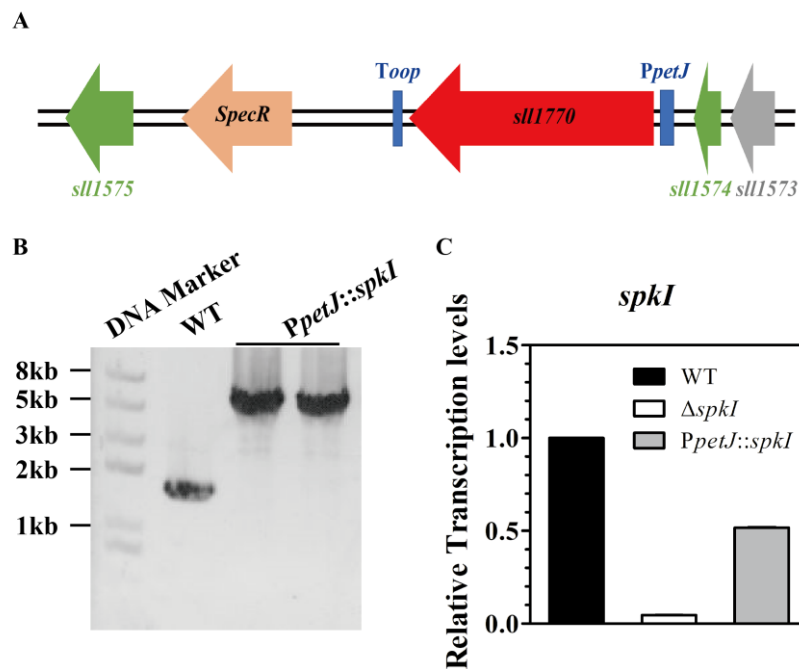 A
Toop
PpetJ
SpecR
sll1770
sll1575
sll1574
sll1573
B
DNA Marker
WT
PpetJ::spkI
8kb
5kb
3kb
2kb
1kb
C
spkI
Relative Transcription levels
1.5
1.0
0.5
0.0
WT
ΔspkI
PpetJ::spkI